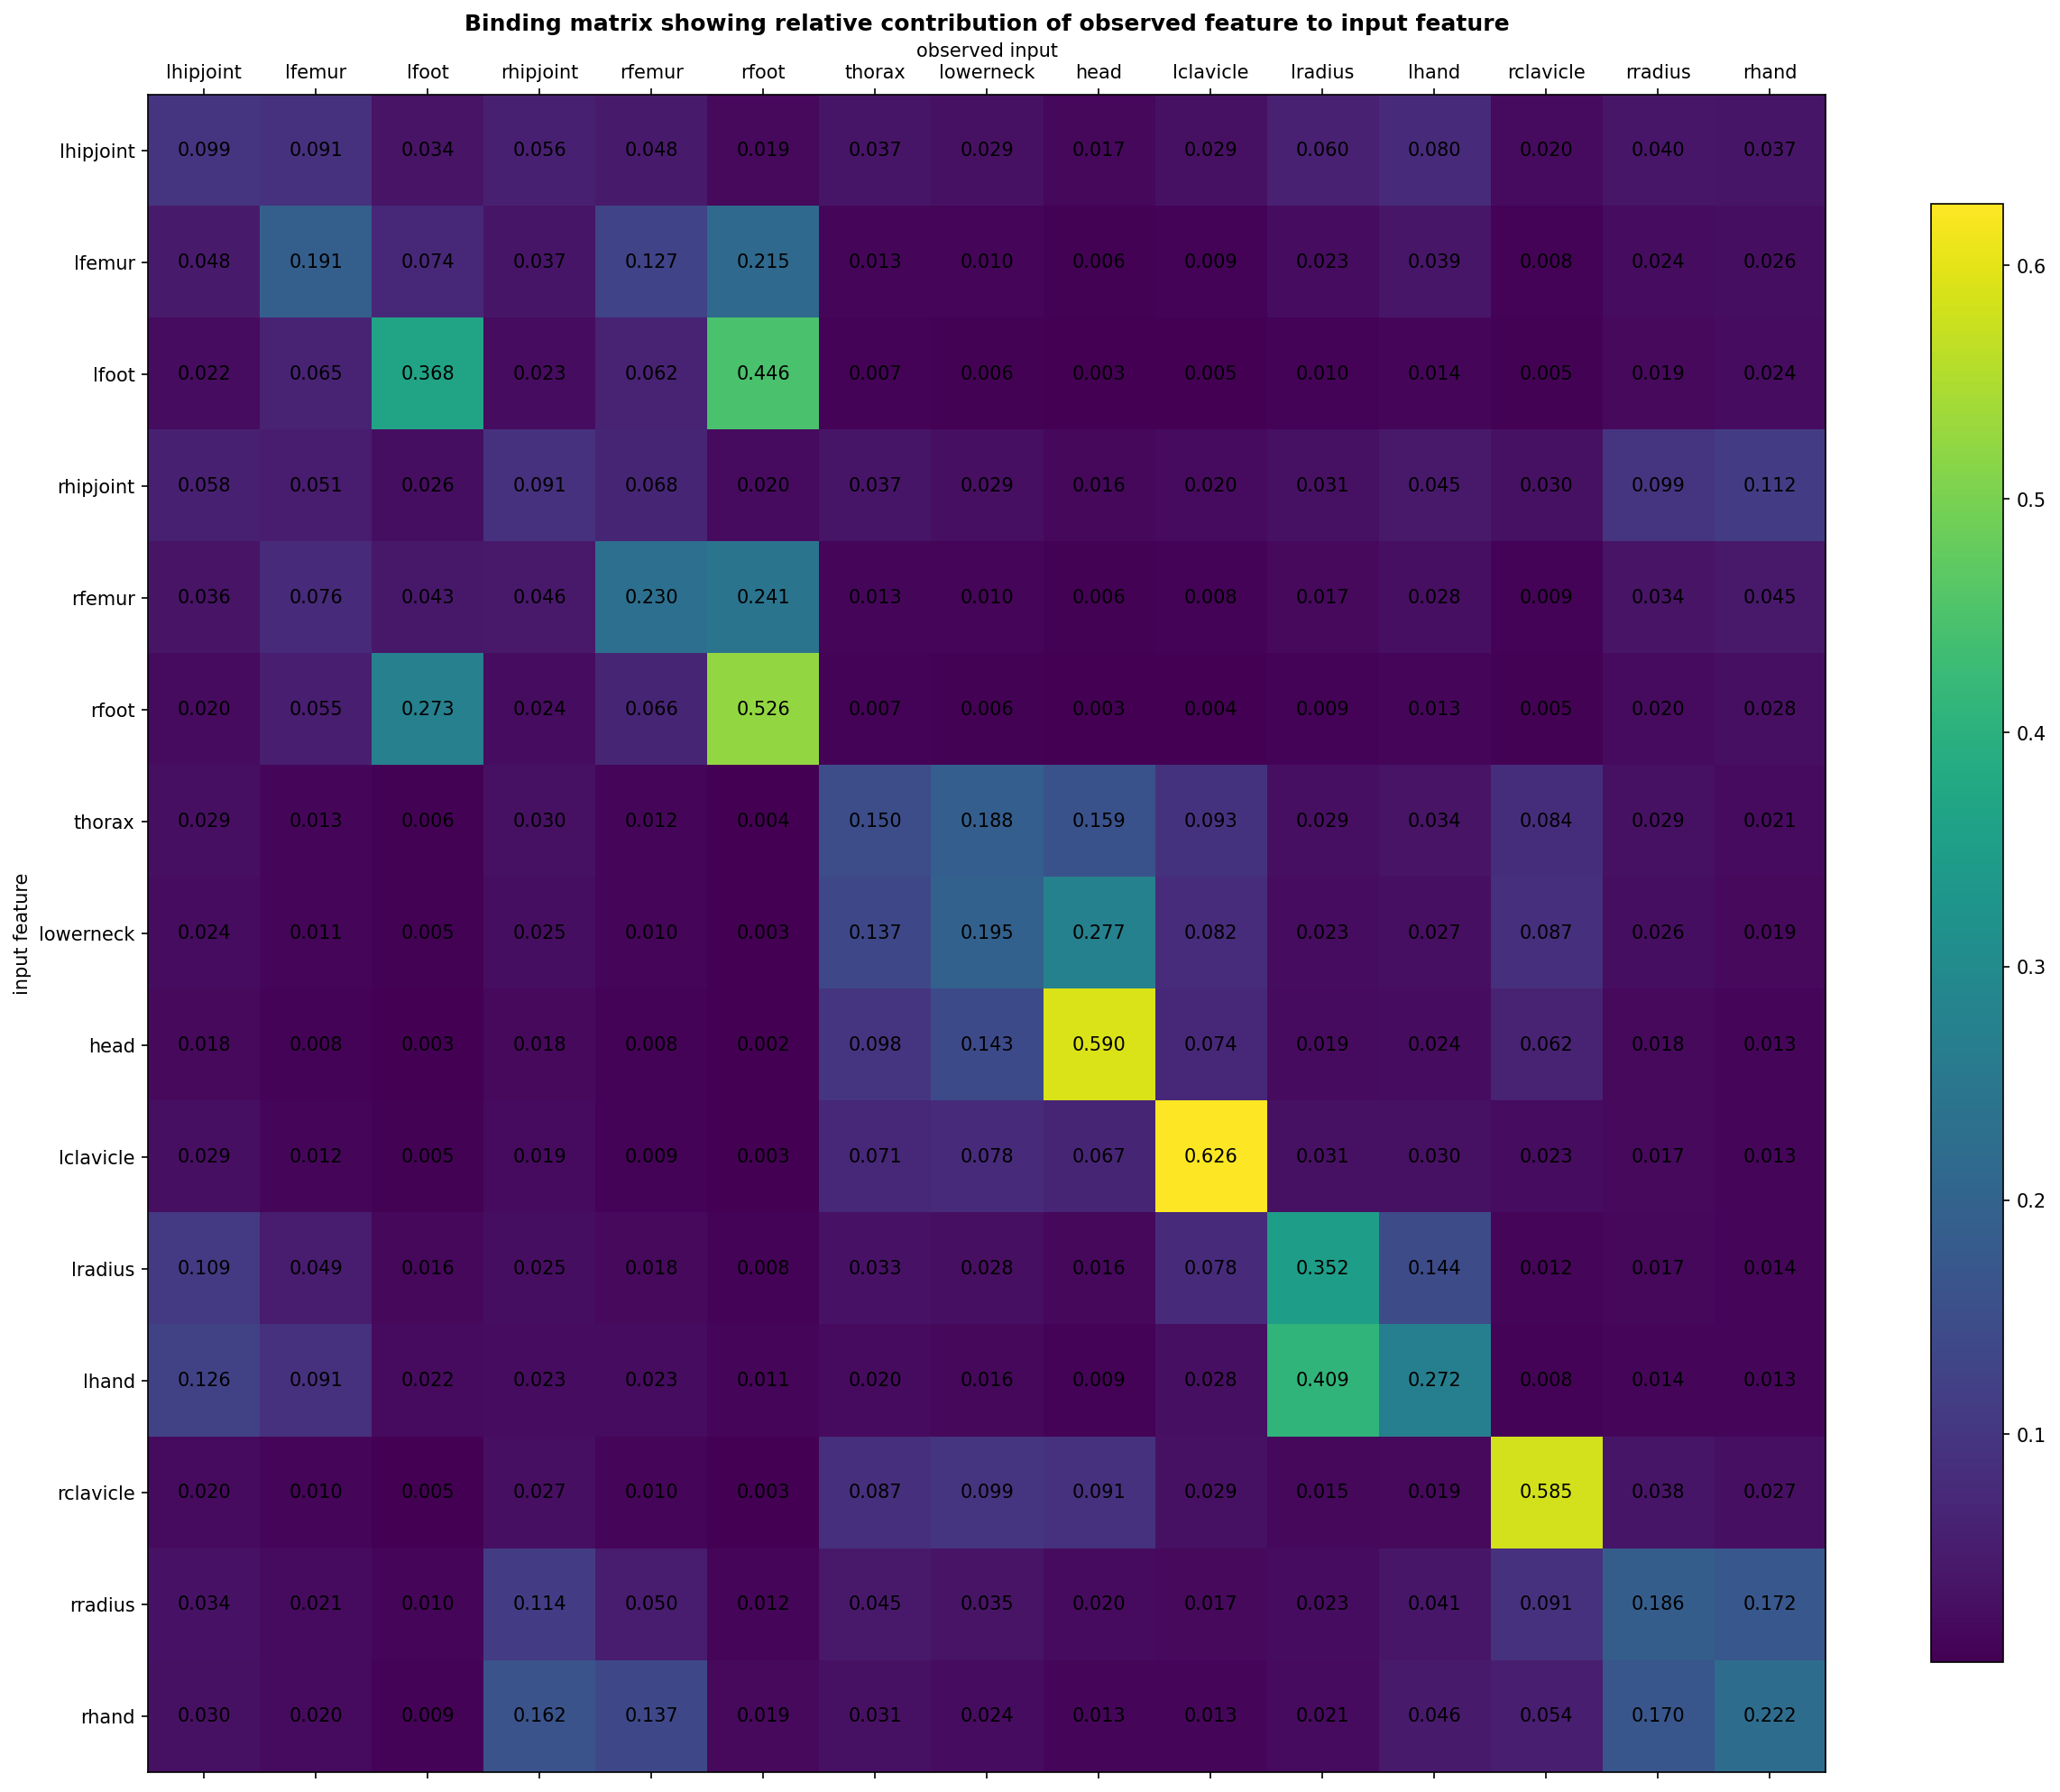 Binding matrix showing relative contribution of observed feature to input feature
observed input
lhipjoint lfemur lfoot rhipjoint rfemur rfoot thorax lowerneck head lclavicle lradius lhand rclavicle rradius rhand
input feature
lhipjoint 0.099 0.091 0.034 0.056 0.048 0.019 0.037 0.029 0.017 0.029 0.060 0.080 0.020 0.040 0.037
lfemur 0.048 0.191 0.074 0.037 0.127 0.215 0.013 0.010 0.006 0.009 0.023 0.039 0.008 0.024 0.026
lfoot 0.022 0.065 0.368 0.023 0.062 0.446 0.007 0.006 0.003 0.005 0.010 0.014 0.005 0.019 0.024
rhipjoint 0.058 0.051 0.026 0.091 0.068 0.020 0.037 0.029 0.016 0.020 0.031 0.045 0.030 0.099 0.112
rfemur 0.036 0.076 0.043 0.046 0.230 0.241 0.013 0.010 0.006 0.008 0.017 0.028 0.009 0.034 0.045
rfoot 0.020 0.055 0.273 0.024 0.066 0.526 0.007 0.006 0.003 0.004 0.009 0.013 0.005 0.020 0.028
thorax 0.029 0.013 0.006 0.030 0.012 0.004 0.150 0.188 0.159 0.093 0.029 0.034 0.084 0.029 0.021
lowerneck 0.024 0.011 0.005 0.025 0.010 0.003 0.137 0.195 0.277 0.082 0.023 0.027 0.087 0.026 0.019
head 0.018 0.008 0.003 0.018 0.008 0.002 0.098 0.143 0.590 0.074 0.019 0.024 0.062 0.018 0.013
lclavicle 0.029 0.012 0.005 0.019 0.009 0.003 0.071 0.078 0.067 0.626 0.031 0.030 0.023 0.017 0.013
lradius 0.109 0.049 0.016 0.025 0.018 0.008 0.033 0.028 0.016 0.078 0.352 0.144 0.012 0.017 0.014
lhand 0.126 0.091 0.022 0.023 0.023 0.011 0.020 0.016 0.009 0.028 0.409 0.272 0.008 0.014 0.013
rclavicle 0.020 0.010 0.005 0.027 0.010 0.003 0.087 0.099 0.091 0.029 0.015 0.019 0.585 0.038 0.027
rradius 0.034 0.021 0.010 0.114 0.050 0.012 0.045 0.035 0.020 0.017 0.023 0.041 0.091 0.186 0.172
rhand 0.030 0.020 0.009 0.162 0.137 0.019 0.031 0.024 0.013 0.013 0.021 0.046 0.054 0.170 0.222
0.6
0.5
0.4
0.3
0.2
0.1